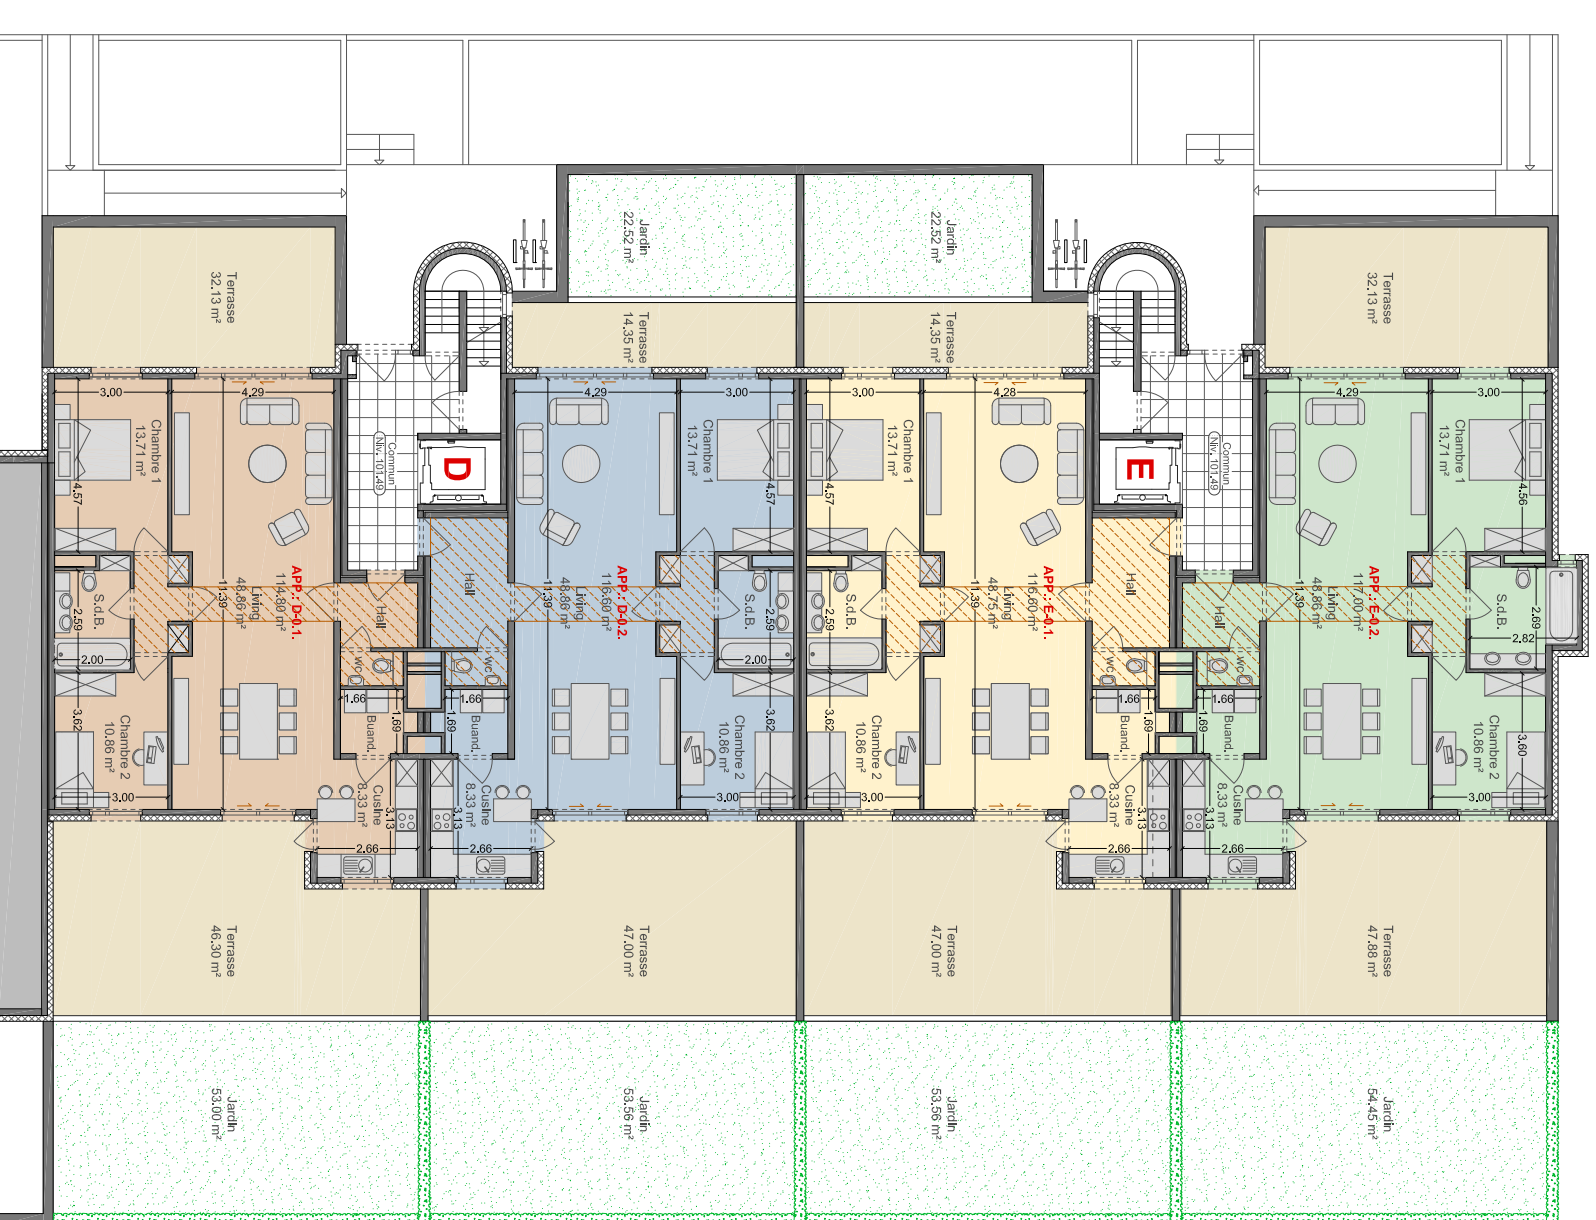 Jardin
22.52 m²
Jardin
22.52 m²
Terrasse
32.13 m²
Terrasse
14.35 m²
Terrasse
14.35 m²
Terrasse
32.13 m²
3.00
4.29
4.29
3.00
3.00
4.28
4.29
3.00
Chambre 1
13.71 m²
4.57
Commun
Niv. 101.49
D
Chambre 1
13.71 m²
4.57
Chambre 1
13.71 m²
4.57
E
Commun
Niv. 101.49
Chambre 1
13.71 m²
4.56
APP.: D-0.1.
114.80 m²
Living
48.86 m²
11.39
Hall
S.d.B.
2.59
2.00
wc
Hall
APP.: D-0.2.
116.60 m²
Living
48.86 m²
11.39
S.d.B.
2.59
2.00
wc
S.d.B.
2.59
APP.: E-0.1.
116.60 m²
Living
48.75 m²
11.39
Hall
wc
Hall
APP.: E-0.2.
117.00 m²
Living
48.86 m²
11.39
S.d.B.
2.69
2.82
wc
Chambre 2
10.86 m²
3.62
3.00
1.66
1.69
Buand.
Cusine
8.33 m²
3.13
2.66
1.66
1.69
Buand.
Cusine
8.33 m²
3.13
2.66
Chambre 2
10.86 m²
3.62
3.00
Chambre 2
10.86 m²
3.62
3.00
1.66
1.69
Buand.
Cusine
8.33 m²
3.13
2.66
1.66
1.69
Buand.
Cusine
8.33 m²
3.13
2.66
Chambre 2
10.86 m²
3.60
3.00
Terrasse
46.30 m²
Terrasse
47.00 m²
Terrasse
47.00 m²
Terrasse
47.88 m²
Jardin
53.00 m²
Jardin
53.56 m²
Jardin
53.56 m²
Jardin
54.45 m²